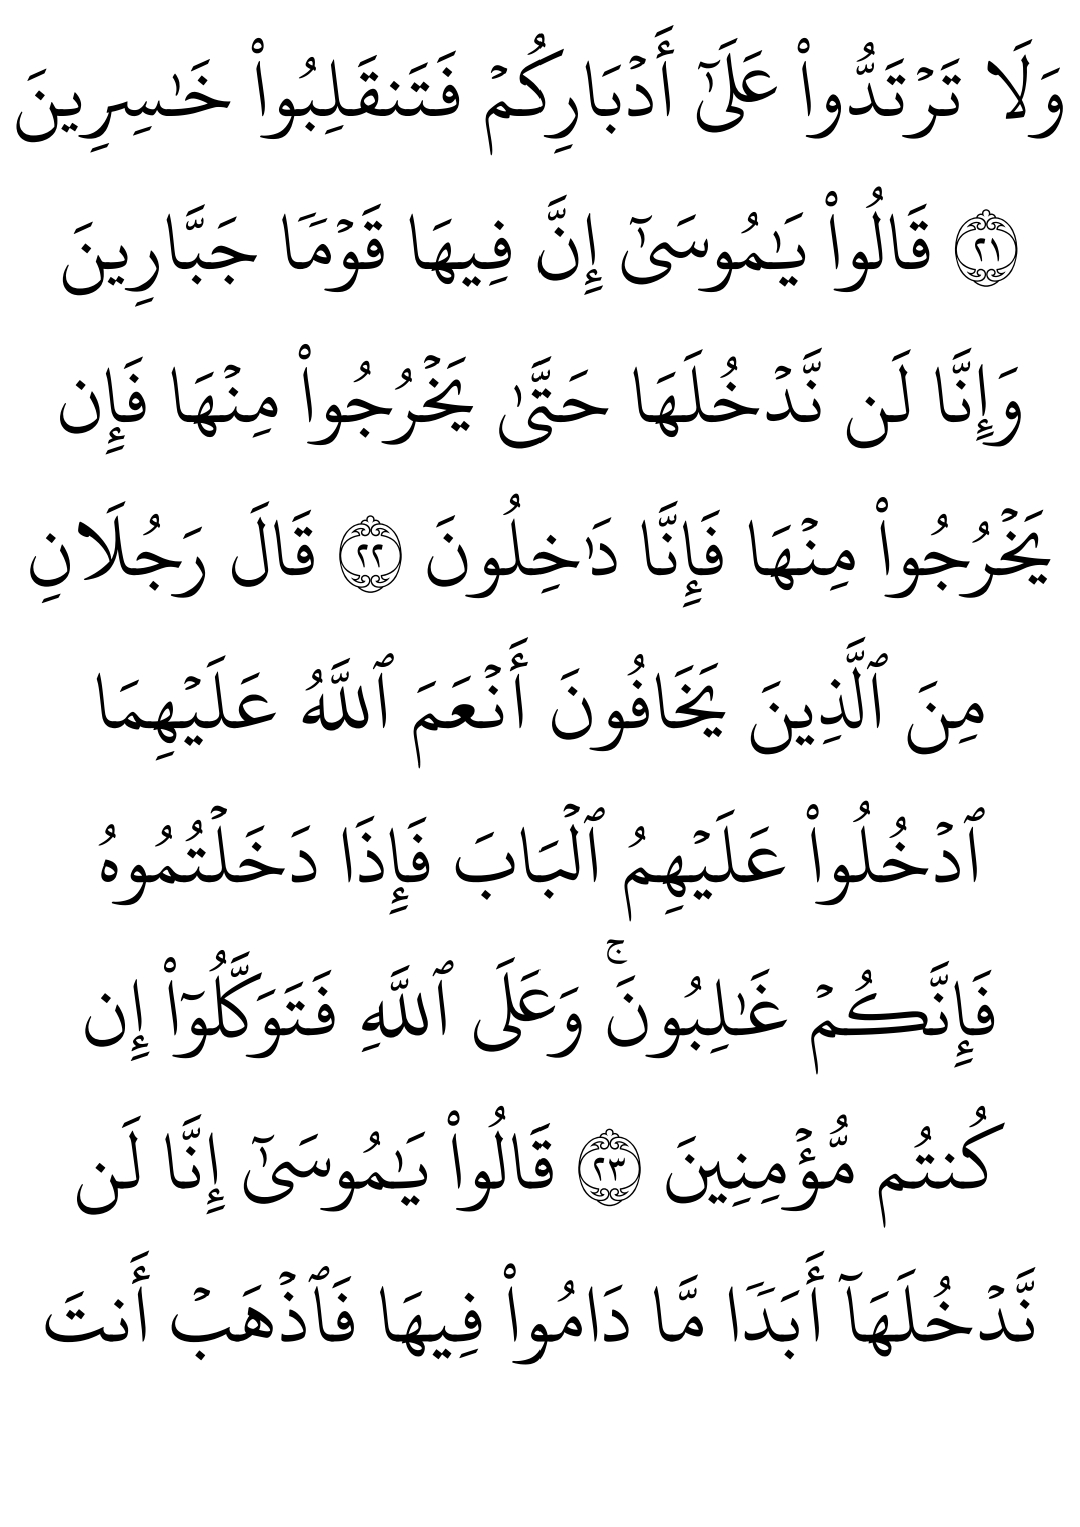 وَلَا تَرۡتَدُّواْ عَلَىٰٓ أَدۡبَارِكُمۡ فَتَنقَلِبُواْ خَٰسِرِينَ
۝٢١ قَالُواْ يَٰمُوسَىٰٓ إِنَّ فِيهَا قَوۡمٗا جَبَّارِينَ
وَإِنَّا لَن نَّدۡخُلَهَا حَتَّىٰ يَخۡرُجُواْ مِنۡهَا فَإِن
يَخۡرُجُواْ مِنۡهَا فَإِنَّا دَٰخِلُونَ ۝٢٢ قَالَ رَجُلَانِ
مِنَ ٱلَّذِينَ يَخَافُونَ أَنۡعَمَ ٱللَّهُ عَلَيۡهِمَا
ٱدۡخُلُواْ عَلَيۡهِمُ ٱلۡبَابَ فَإِذَا دَخَلۡتُمُوهُ
فَإِنَّكُمۡ غَٰلِبُونَۚ وَعَلَى ٱللَّهِ فَتَوَكَّلُوٓاْ إِن
كُنتُم مُّؤۡمِنِينَ ۝٢٣ قَالُواْ يَٰمُوسَىٰٓ إِنَّا لَن
نَّدۡخُلَهَآ أَبَدٗا مَّا دَامُواْ فِيهَا فَٱذۡهَبۡ أَنتَ